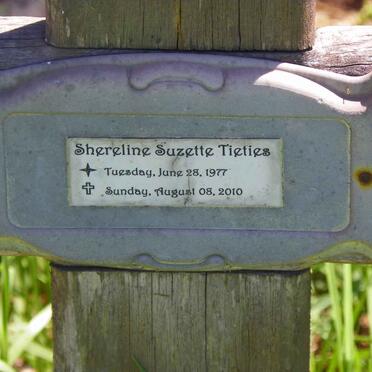 Shereline Suzette Tieties
Tuesday, June 28, 1977
Sunday, August 08, 2010